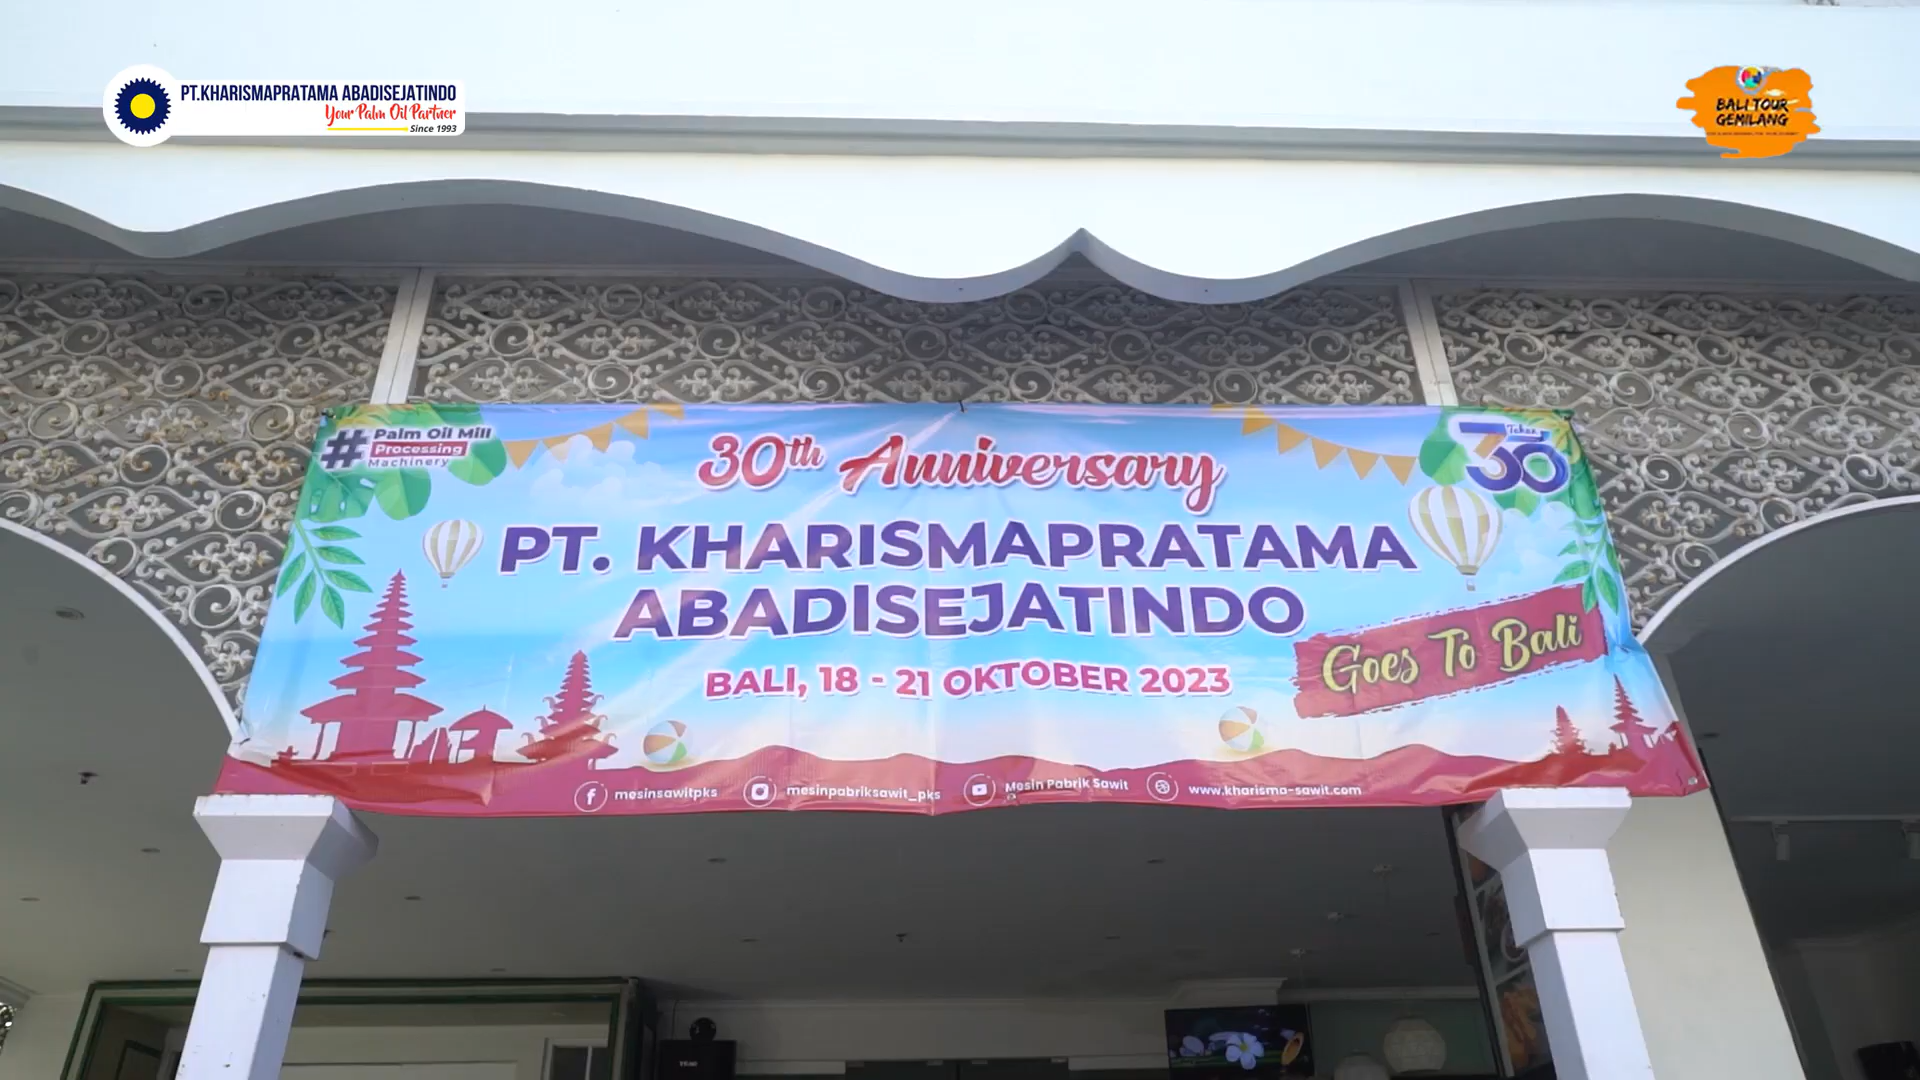 PT.KHARISMAPRATAMA ABADISEJATINDO
Your Palm Oil Partner
Since 1993
BALI TOUR
GEMILANG
#Palm Oil Mill
Processing
Machinery
30th Anniversary
Tahun
30
PT. KHARISMAPRATAMA
ABADISEJATINDO
BALI, 18 - 21 OKTOBER 2023
Goes To Bali
mesinsawitpks
mesinpabriksawit_pks
Mesin Pabrik Sawit
www.kharisma-sawit.com